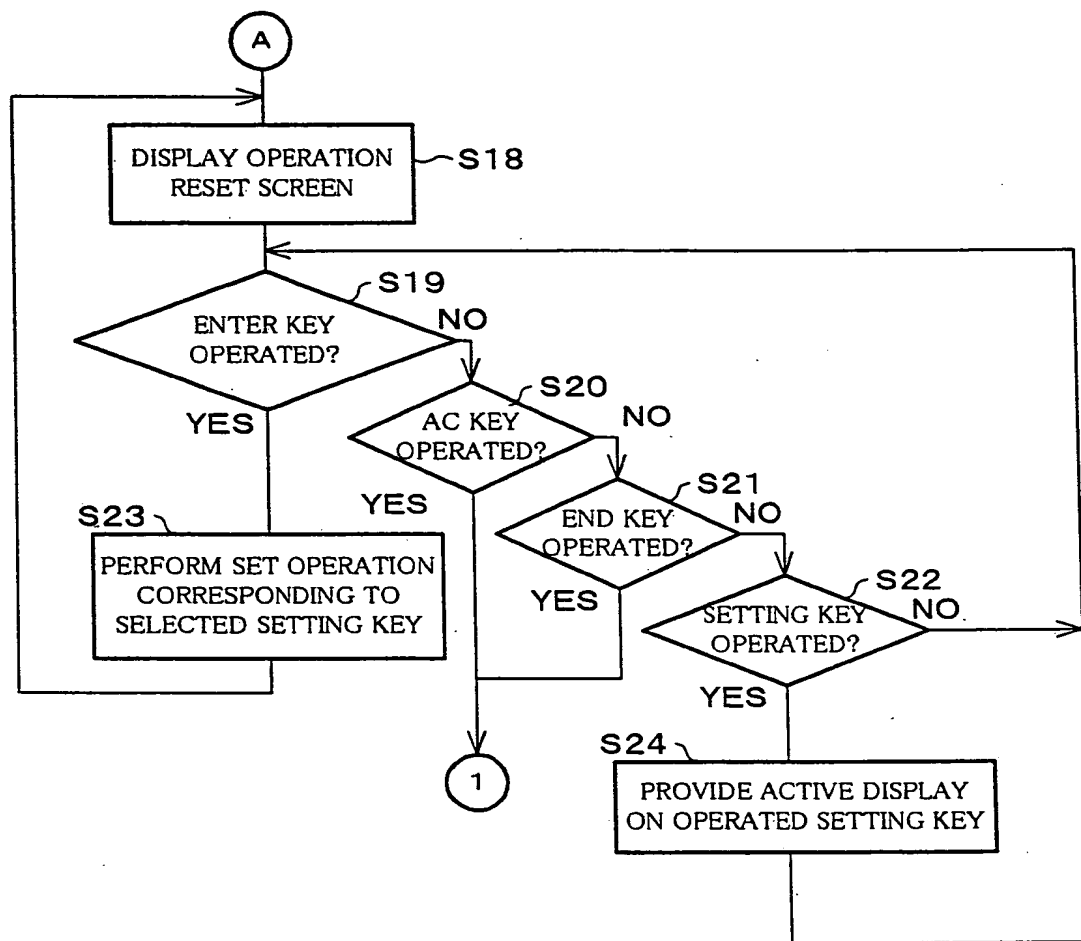 A
DISPLAY OPERATION
RESET SCREEN
S18
S19
ENTER KEY
OPERATED?
NO
YES
S20
AC KEY
OPERATED?
NO
YES
S21
END KEY
OPERATED?
NO
YES
S22
SETTING KEY
OPERATED?
NO
YES
S23
PERFORM SET OPERATION
CORRESPONDING TO
SELECTED SETTING KEY
1
S24
PROVIDE ACTIVE DISPLAY
ON OPERATED SETTING KEY